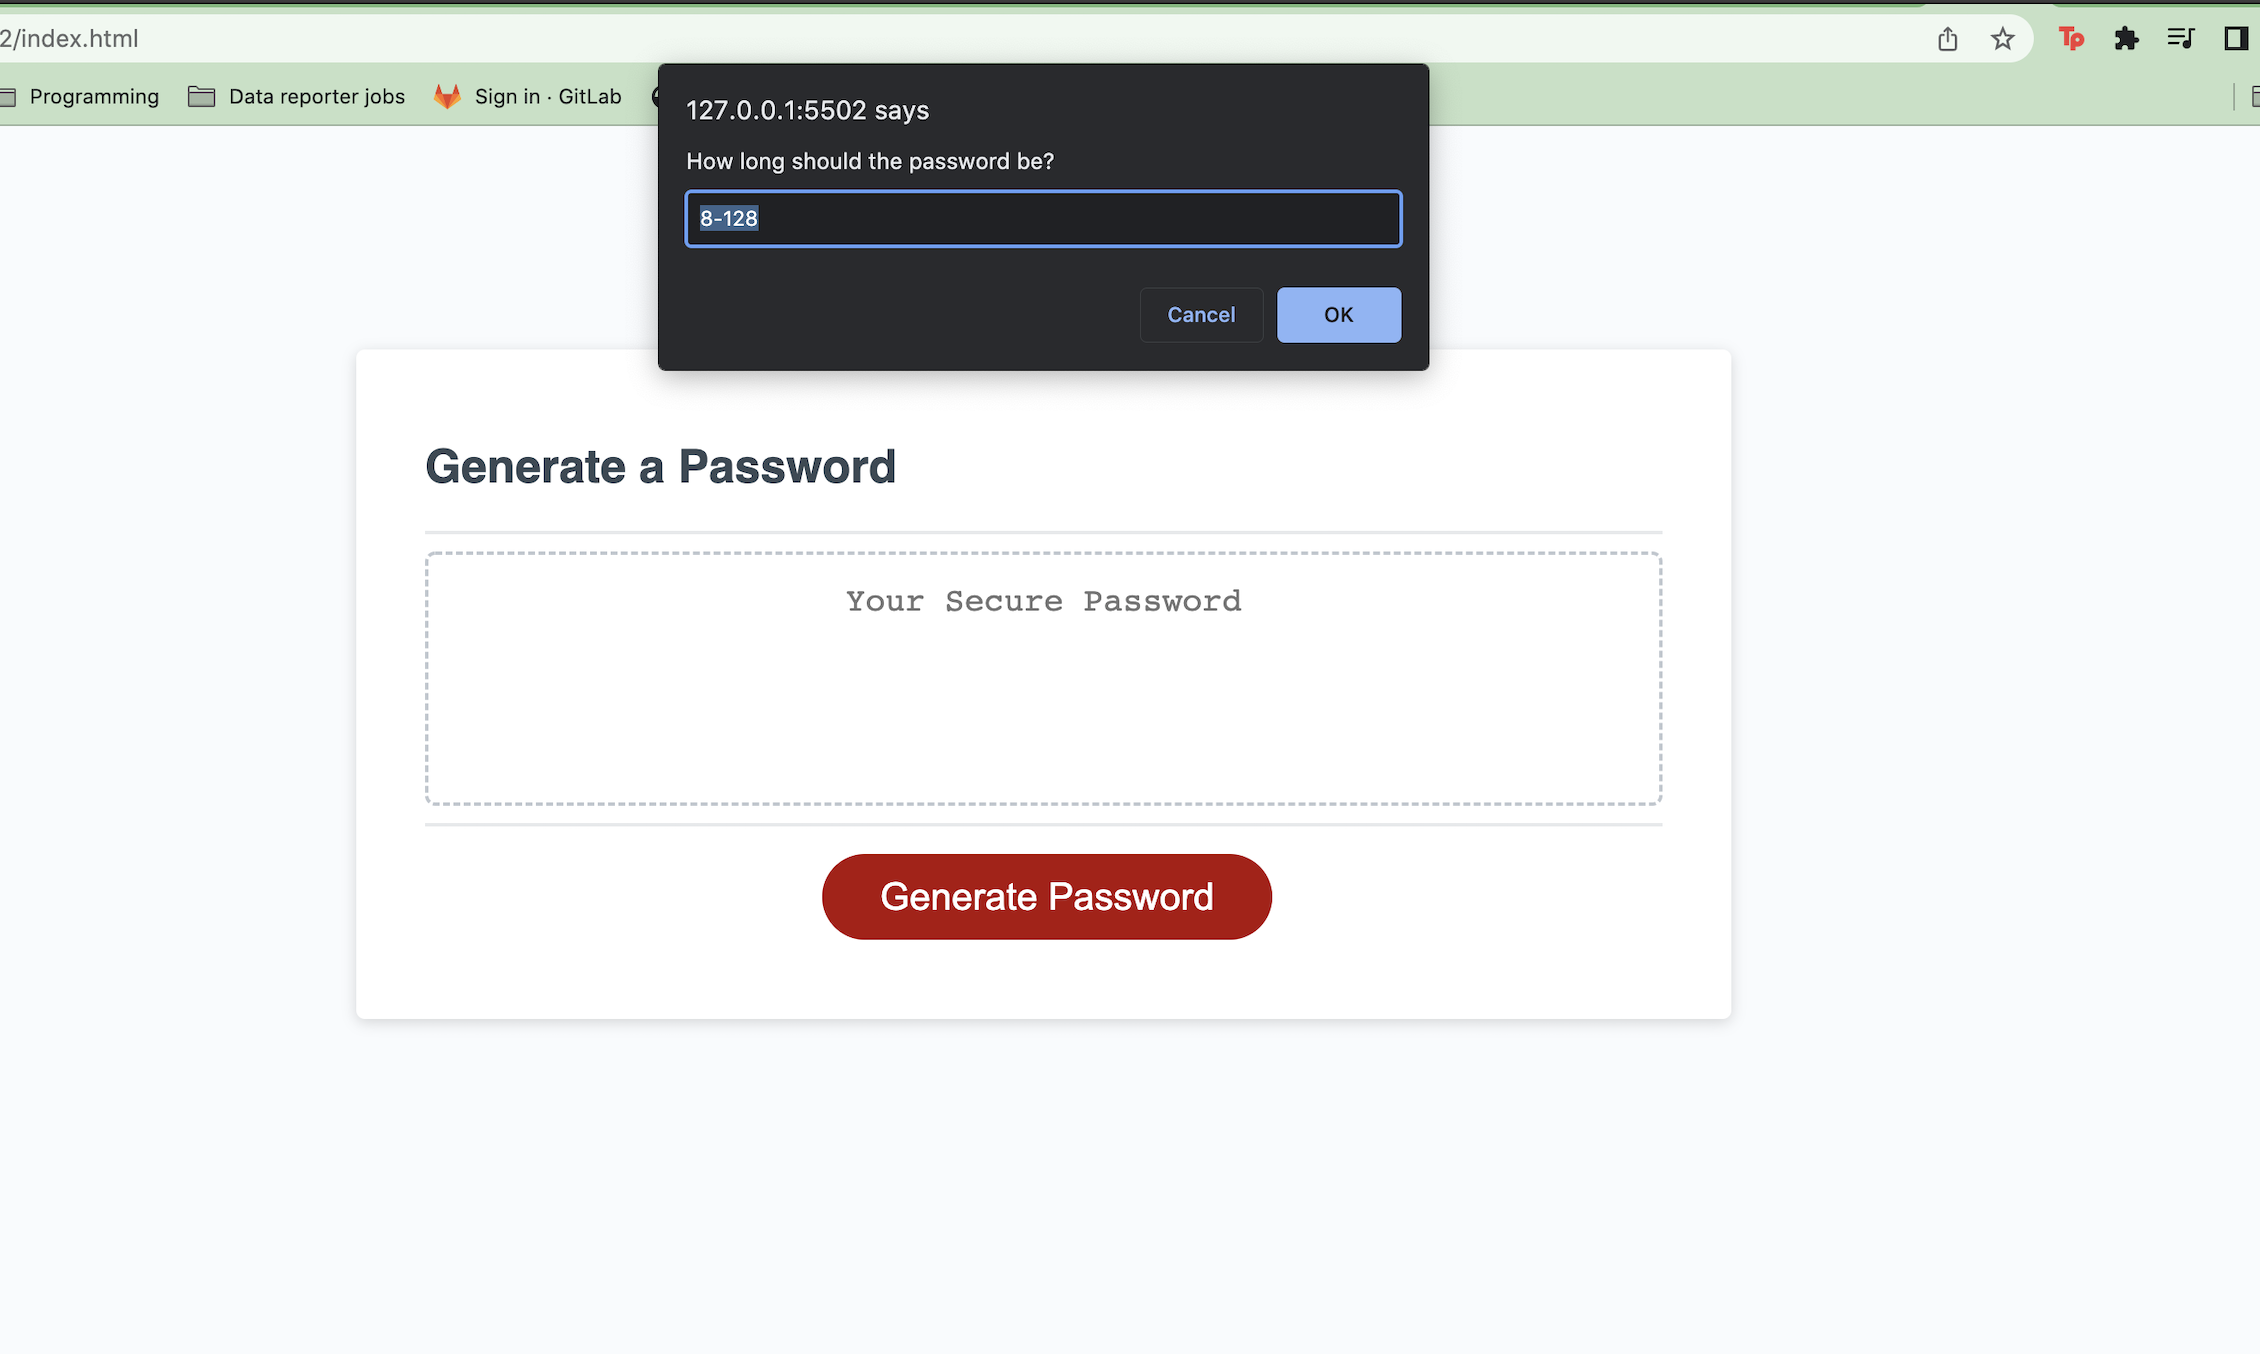 2/index.html
Tp
Programming
Data reporter jobs
Sign in · GitLab
127.0.0.1:5502 says
How long should the password be?
8-128
Cancel
OK
Generate a Password
Your Secure Password
Generate Password